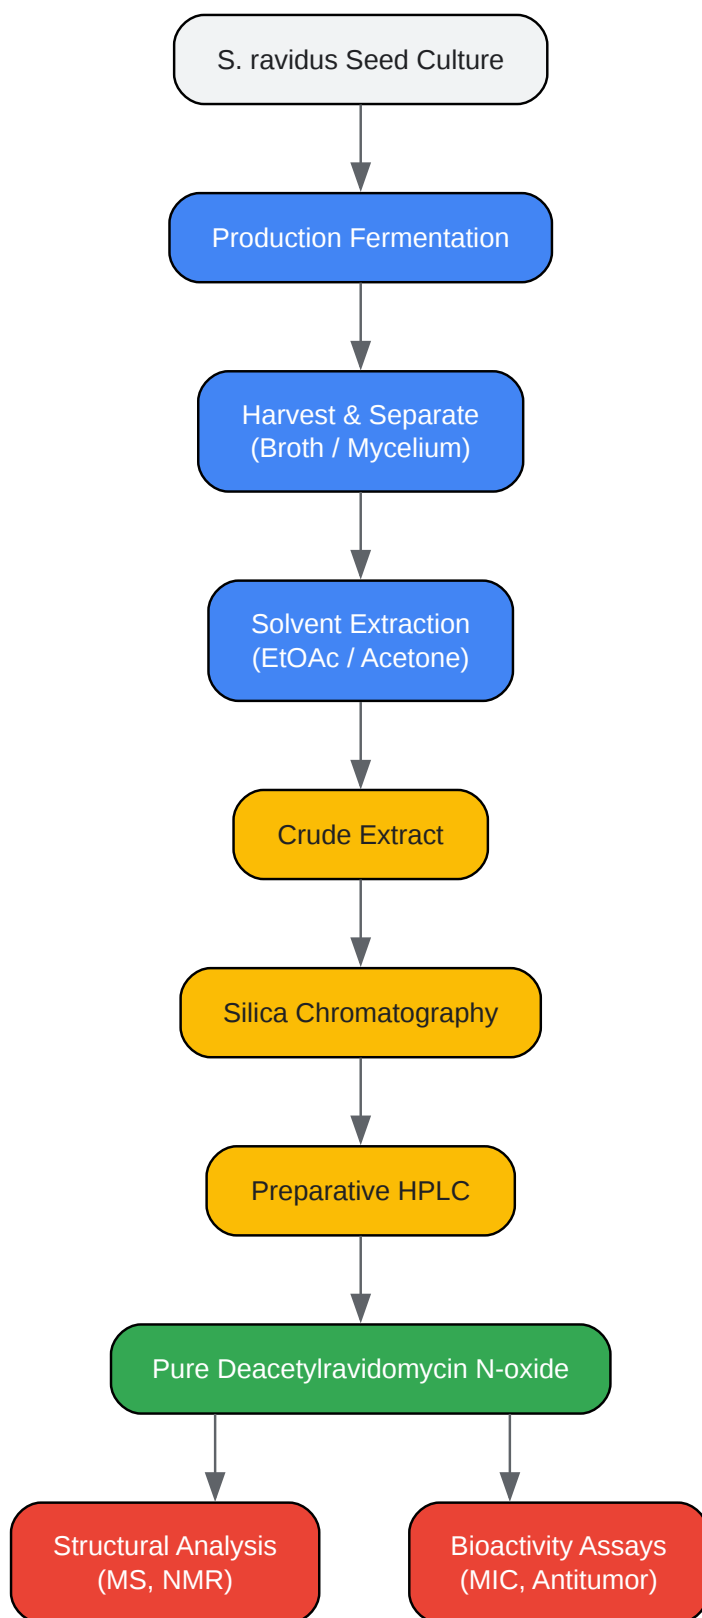 S. ravidus Seed Culture
Production Fermentation
Harvest & Separate
(Broth / Mycelium)
Solvent Extraction
(EtOAc / Acetone)
Crude Extract
Silica Chromatography
Preparative HPLC
Pure Deacetylravidomycin N-oxide
Structural Analysis
(MS, NMR)
Bioactivity Assays
(MIC, Antitumor)